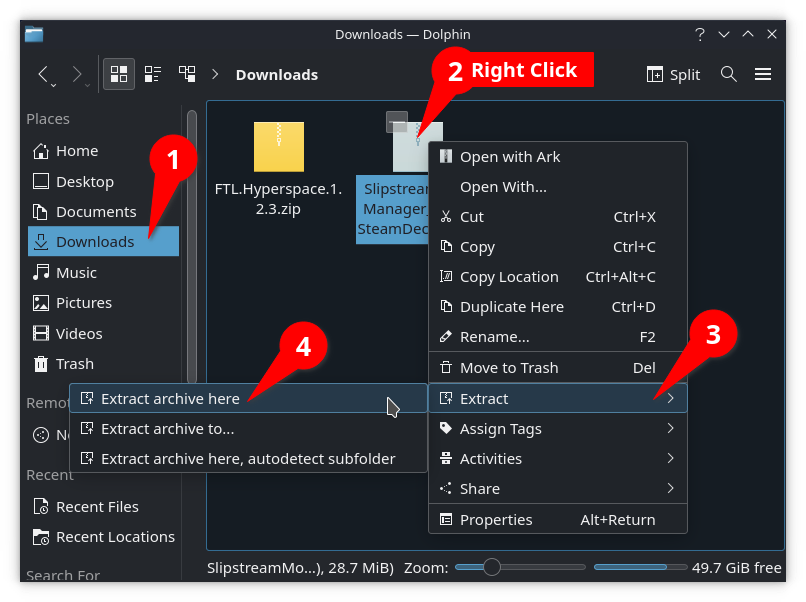 Downloads — Dolphin
Downloads
Split
2 Right Click
Places
Home
Desktop
Documents
Downloads
Music
Pictures
Videos
Trash
Remot
Recent
Recent Files
Recent Locations
Search For
1
FTL.Hyperspace.1.
2.3.zip
Slipstream
Manager_
SteamDec
Open with Ark
Open With...
Cut Ctrl+X
Copy Ctrl+C
Copy Location Ctrl+Alt+C
Duplicate Here Ctrl+D
Rename... F2
Move to Trash Del
Extract
Assign Tags
Activities
Share
Properties Alt+Return
3
4
Extract archive here
Extract archive to...
Extract archive here, autodetect subfolder
SlipstreamMo...), 28.7 MiB) Zoom: 49.7 GiB free